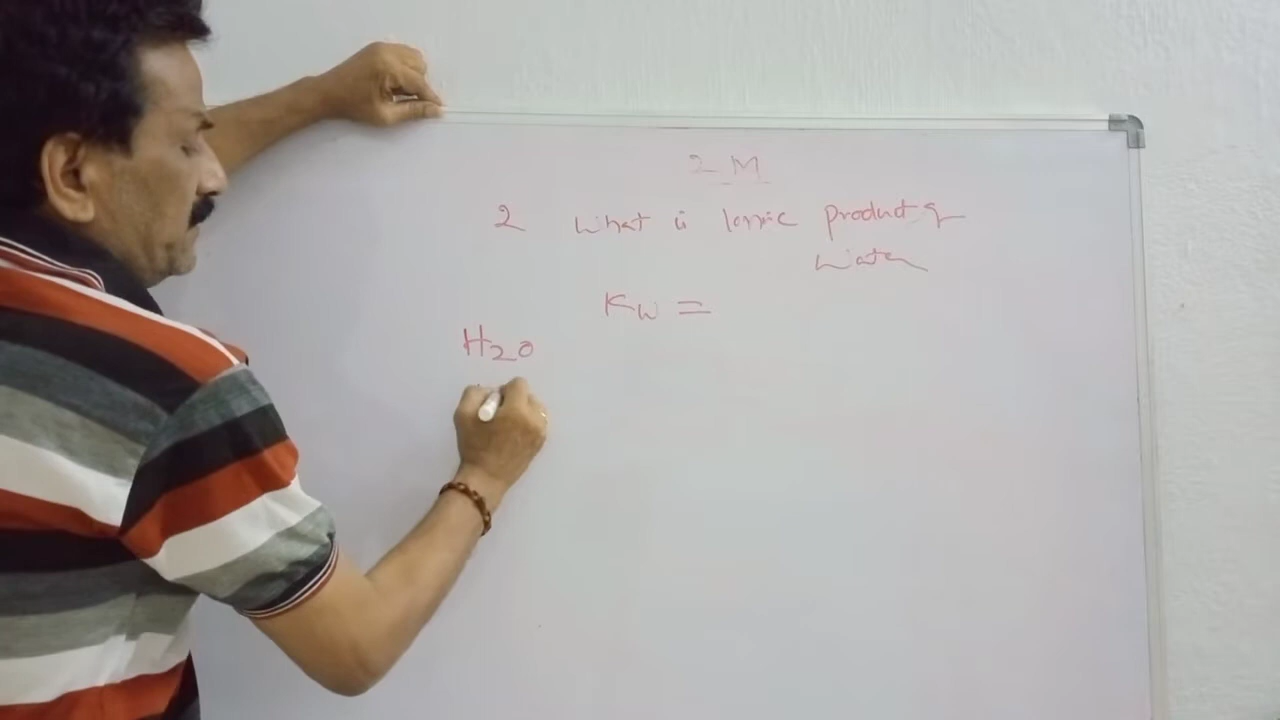 2 M
2 What is Ionic product of
Water
Kw =
H2O